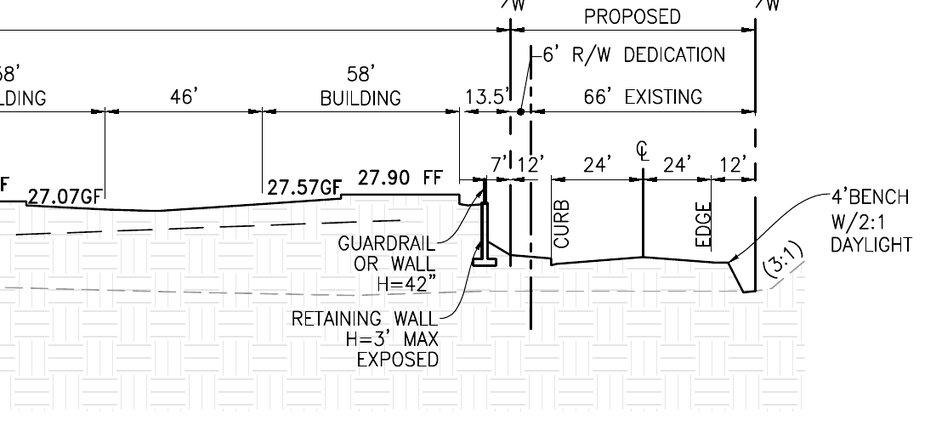 PROPOSED
6' R/W DEDICATION
58'
BUILDING
46'
13.5'
66' EXISTING
7'
12'
24'
℄
24'
12'
27.07GF
27.57GF
27.90 FF
CURB
EDGE
4'BENCH
W/2:1
DAYLIGHT
(3:1)
GUARDRAIL
OR WALL
H=42"
RETAINING WALL
H=3' MAX
EXPOSED